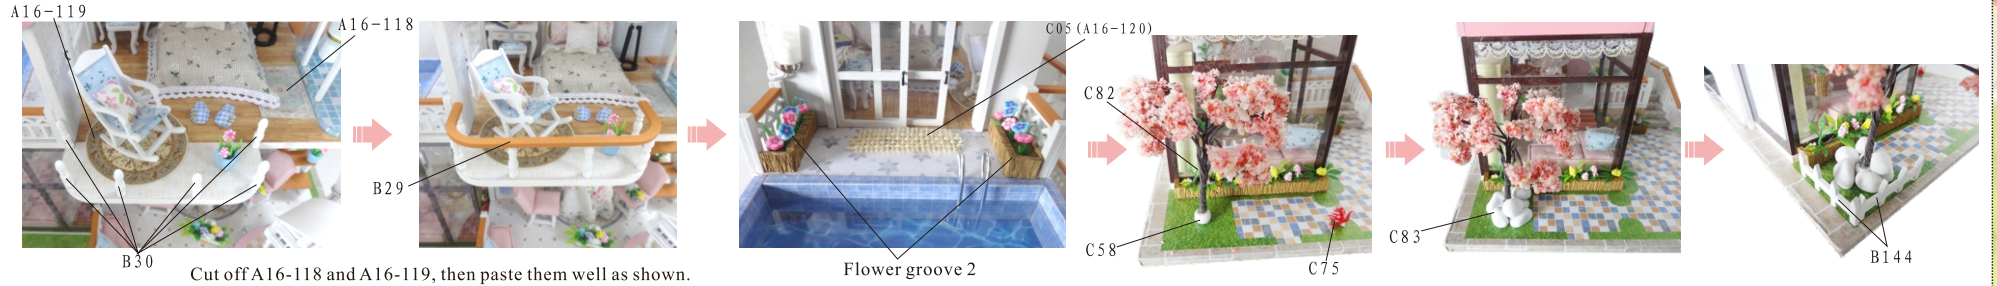 A16-119
A16-118
B30
B29
Cut off A16-118 and A16-119, then paste them well as shown.
C05(A16-120)
Flower groove 2
C82
C58
C75
C83
B144